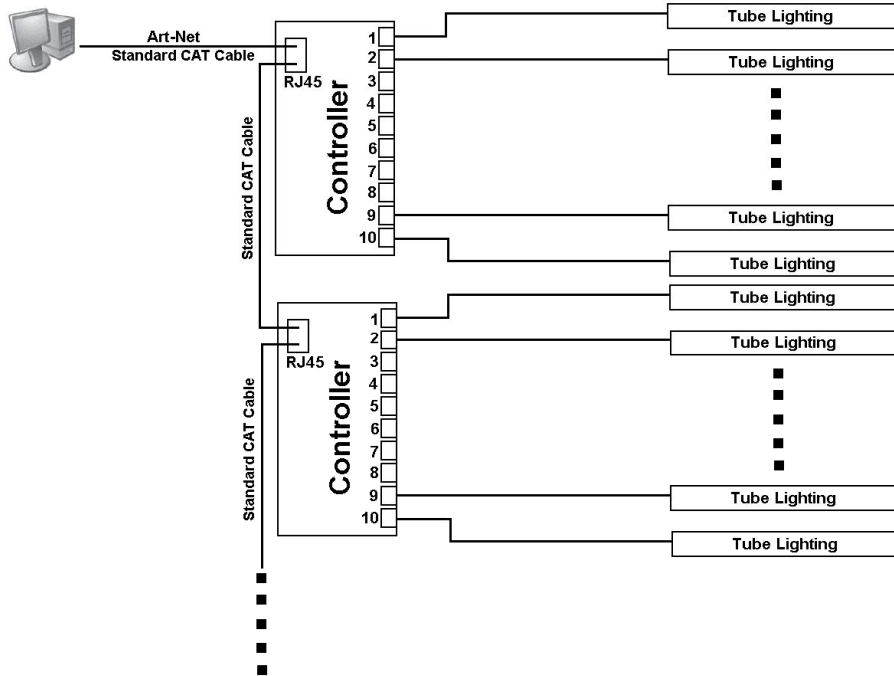 Art-Net
Standard CAT Cable
RJ45
Controller
1
2
3
4
5
6
7
8
9
10
Tube Lighting
Tube Lighting
Tube Lighting
Tube Lighting
Standard CAT Cable
RJ45
Controller
1
2
3
4
5
6
7
8
9
10
Tube Lighting
Tube Lighting
Tube Lighting
Tube Lighting
Standard CAT Cable